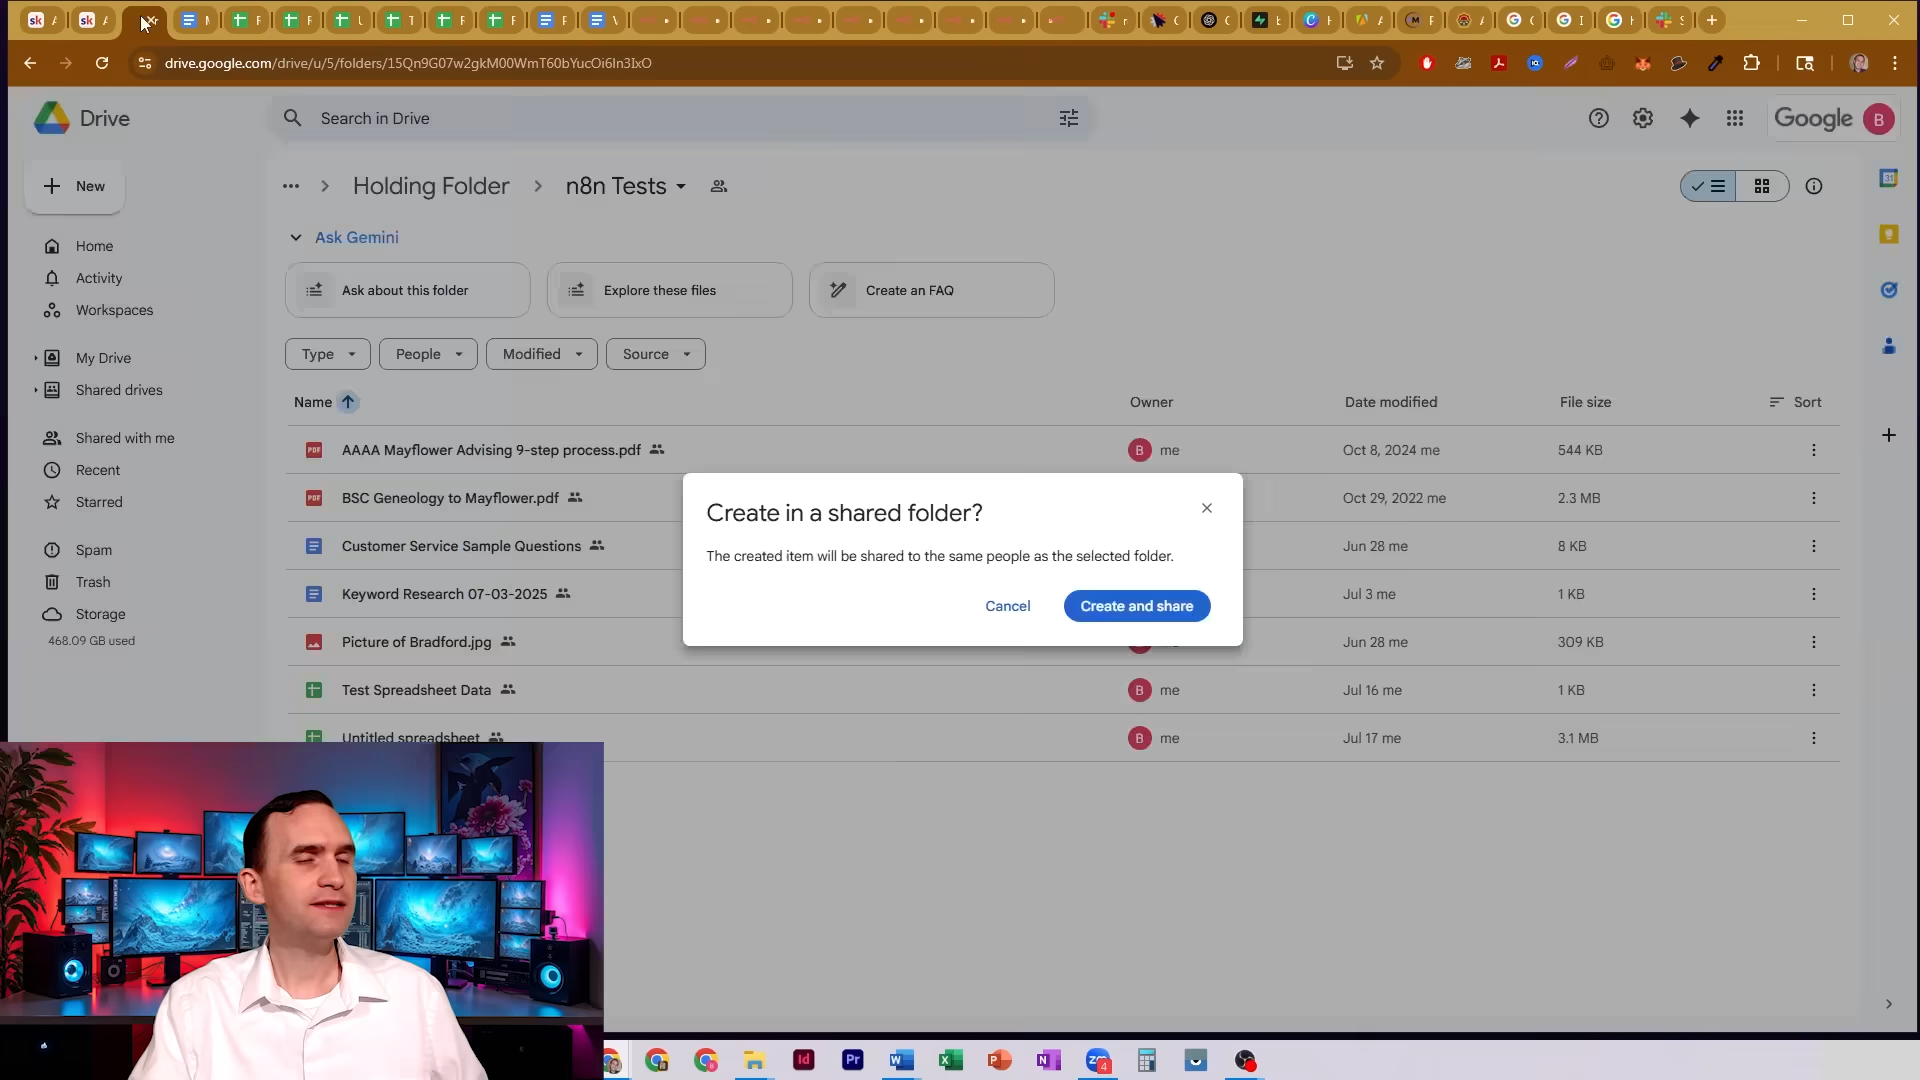 drive.google.com/drive/u/5/folders/15Qn9G07w2gkM00WmT60bYucOi6In3IxO
Drive
Search in Drive
Google
B
New
Holding Folder
n8n Tests
Ask Gemini
Ask about this folder
Explore these files
Create an FAQ
Home
Activity
Workspaces
My Drive
Shared drives
Shared with me
Recent
Starred
Spam
Trash
Storage
468.09 GB used
Type
People
Modified
Source
Name
Owner
Date modified
File size
Sort
AAAA Mayflower Advising 9-step process.pdf
B me
Oct 8, 2024 me
544 KB
BSC Geneology to Mayflower.pdf
Oct 29, 2022 me
2.3 MB
Customer Service Sample Questions
Jun 28 me
8 KB
Keyword Research 07-03-2025
Jul 3 me
1 KB
Picture of Bradford.jpg
Jun 28 me
309 KB
Test Spreadsheet Data
B me
Jul 16 me
1 KB
Untitled spreadsheet
B me
Jul 17 me
3.1 MB
Create in a shared folder?
The created item will be shared to the same people as the selected folder.
Cancel
Create and share